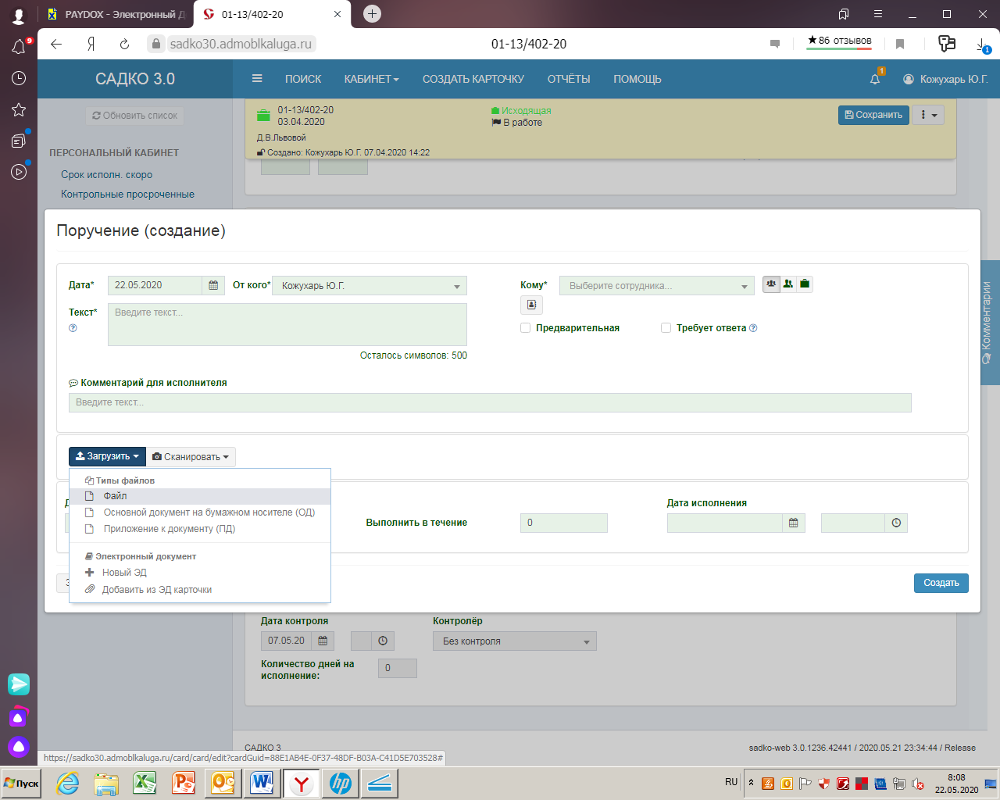 PAYDOX - Электронный Д
01-13/402-20
9
sadko30.admoblkaluga.ru
01-13/402-20
★86 отзывов
1
САДКО 3.0
ПОИСК
КАБИНЕТ
СОЗДАТЬ КАРТОЧКУ
ОТЧЁТЫ
ПОМОЩЬ
1
Кожухарь Ю.Г.
Обновить список
ПЕРСОНАЛЬНЫЙ КАБИНЕТ
Срок исполн. скоро
Контрольные просроченные
01-13/402-20
03.04.2020
Исходящая
В работе
Сохранить
Д.В.Львовой
Создано: Кожухарь Ю.Г. 07.04.2020 14:22
Поручение (создание)
Дата*
22.05.2020
От кого*
Кожухарь Ю.Г.
Кому*
Выберите сотрудника...
Текст*
Введите текст...
Предварительная
Требует ответа
Осталось символов: 500
Комментарий для исполнителя
Введите текст...
Комментарии
Загрузить
Сканировать
Типы файлов
Файл
Основной документ на бумажном носителе (ОД)
Приложение к документу (ПД)
Электронный документ
Новый ЭД
Добавить из ЭД карточки
Выполнить в течение
0
Дата исполнения
Создать
Дата контроля
07.05.20
Контролёр
Без контроля
Количество дней на
исполнение:
0
САДКО 3
sadko-web 3.0.1236.42441 / 2020.05.21 23:34:44 / Release
https://sadko30.admoblkaluga.ru/card/card/edit?cardGuid=88E1AB4E-0F37-48DF-B03A-C41D5E703528#
Пуск
RU
8:08
22.05.2020